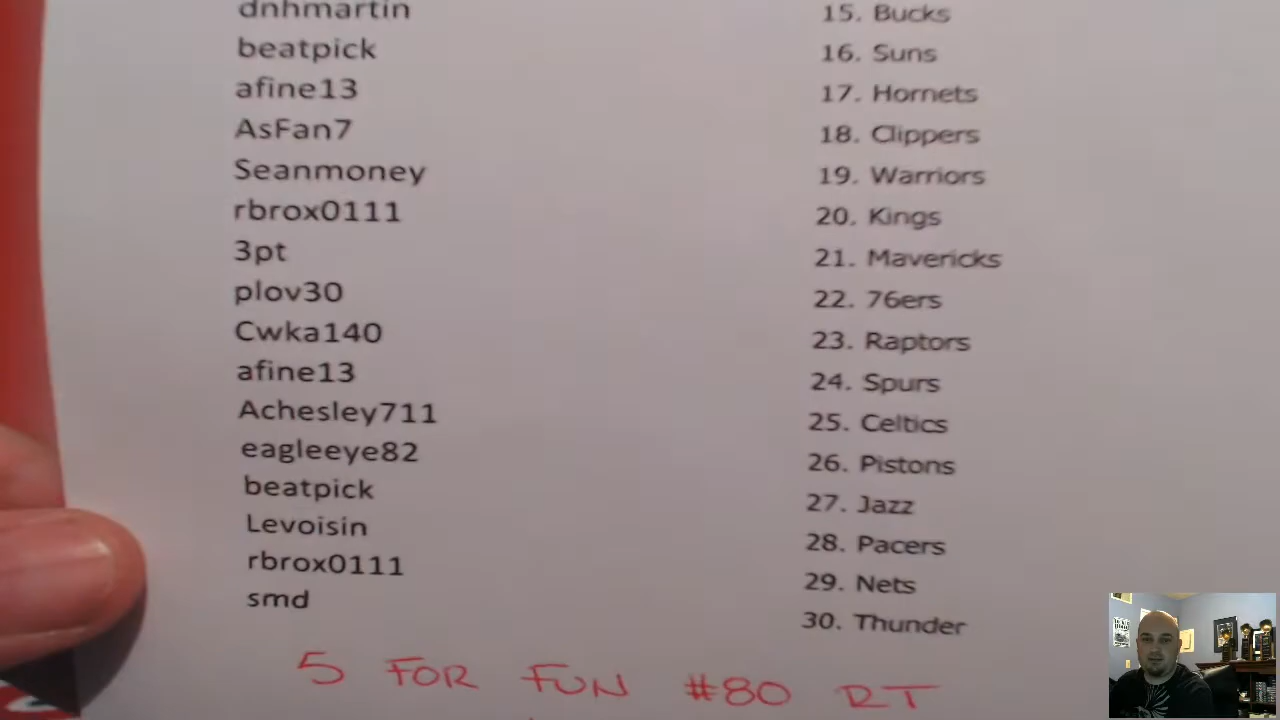 dnhmartin 15. Bucks
beatpick 16. Suns
afine13 17. Hornets
AsFan7 18. Clippers
Seanmoney 19. Warriors
rbrox0111 20. Kings
3pt 21. Mavericks
plov30 22. 76ers
Cwka140 23. Raptors
afine13 24. Spurs
Achesley711 25. Celtics
eagleeye82 26. Pistons
beatpick 27. Jazz
Levoisin 28. Pacers
rbrox0111 29. Nets
smd 30. Thunder
5 FOR FUN #80 RT